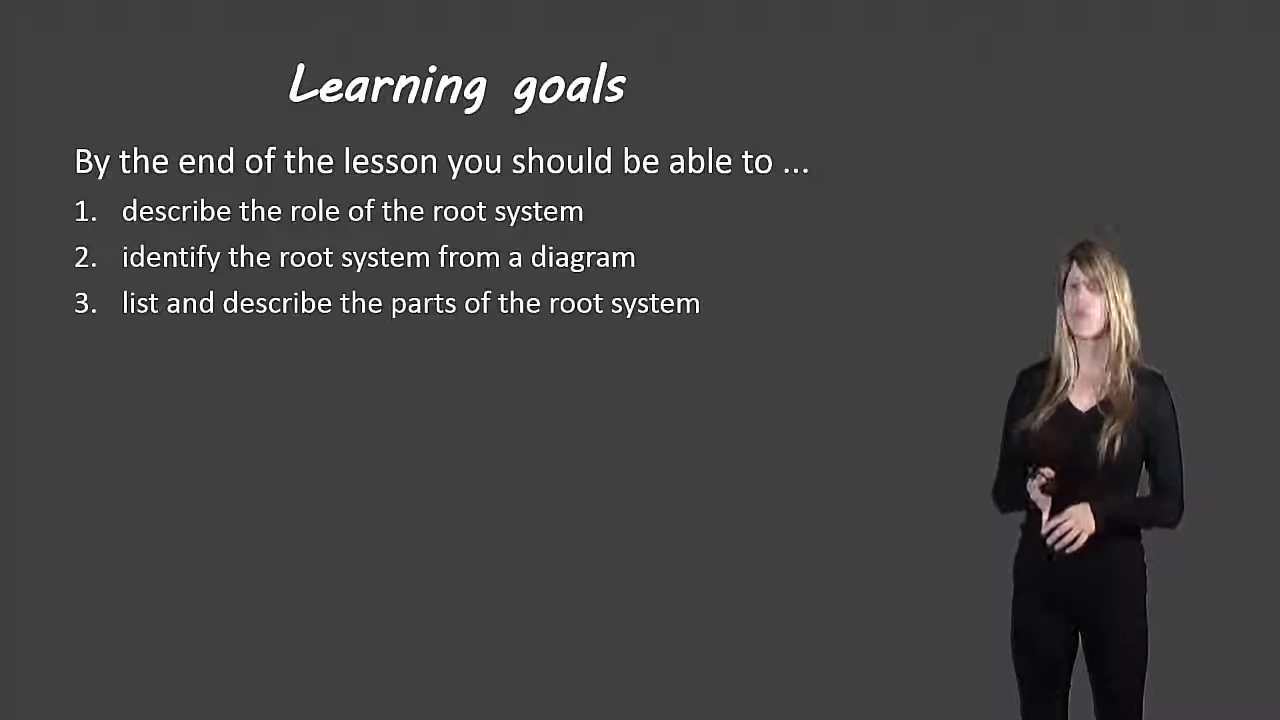 Learning goals
By the end of the lesson you should be able to ...
1. describe the role of the root system
2. identify the root system from a diagram
3. list and describe the parts of the root system